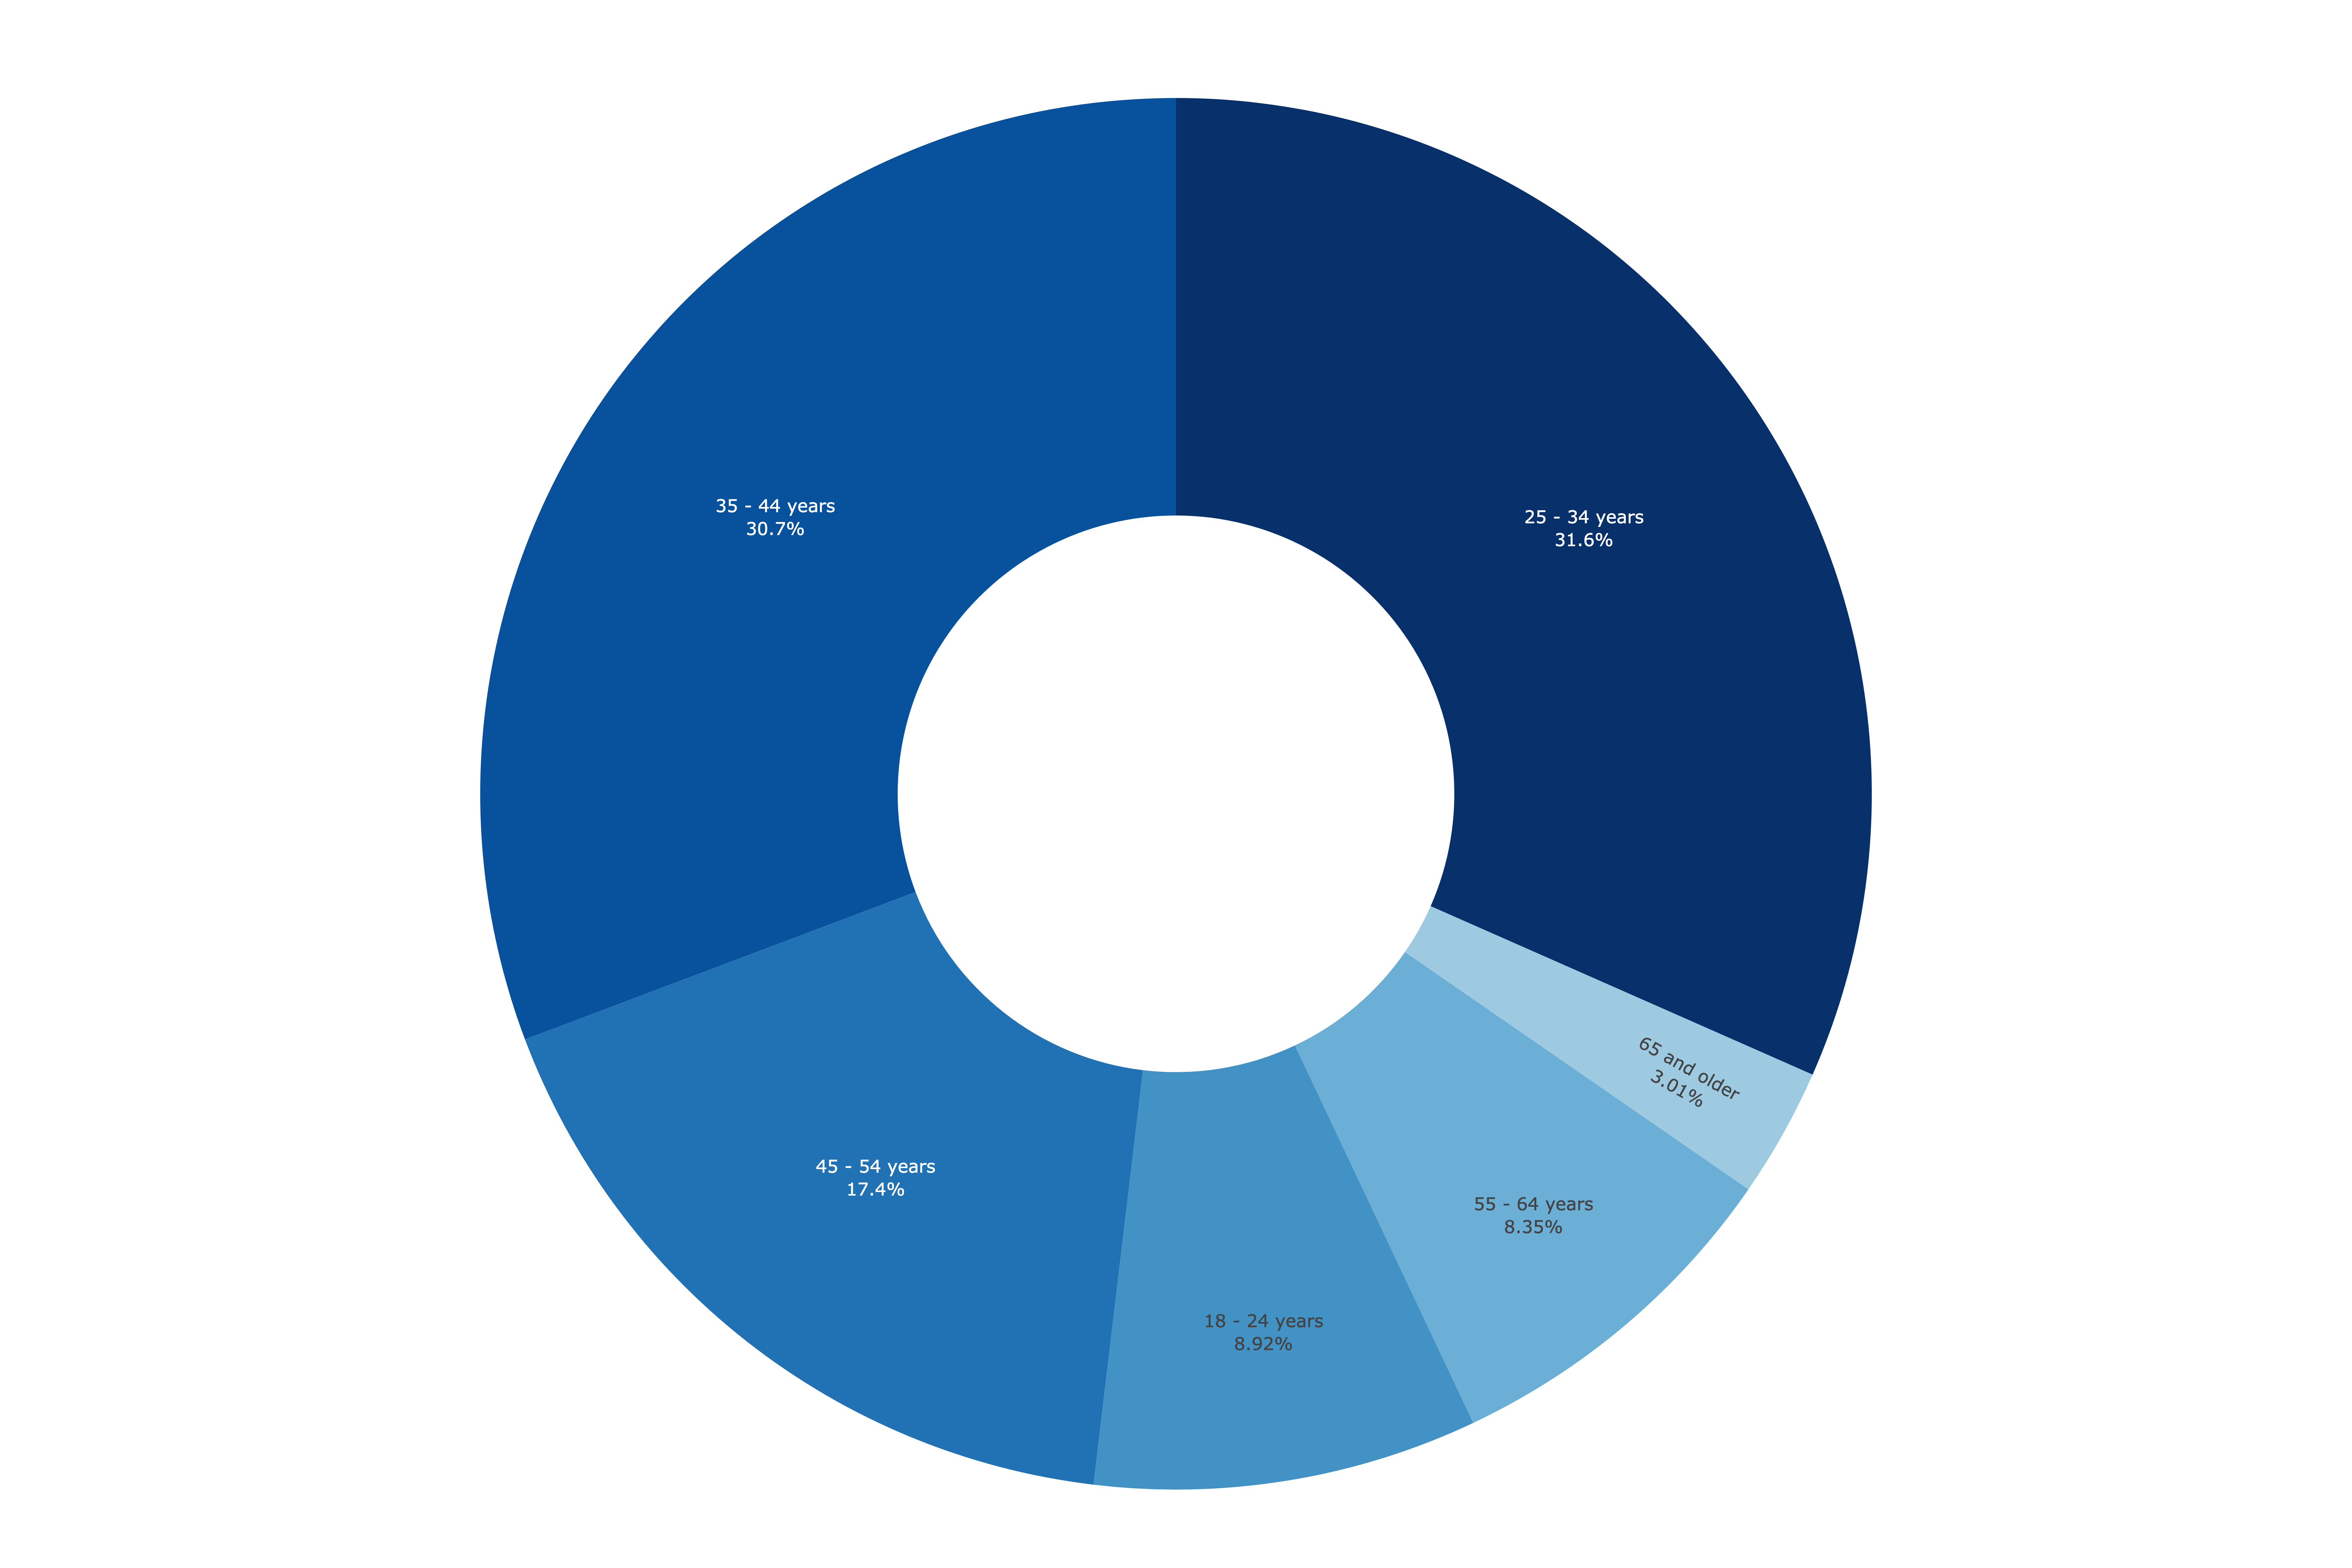 35 - 44 years
30.7%
25 - 34 years
31.6%
65 and older
3.01%
45 - 54 years
17.4%
55 - 64 years
8.35%
18 - 24 years
8.92%